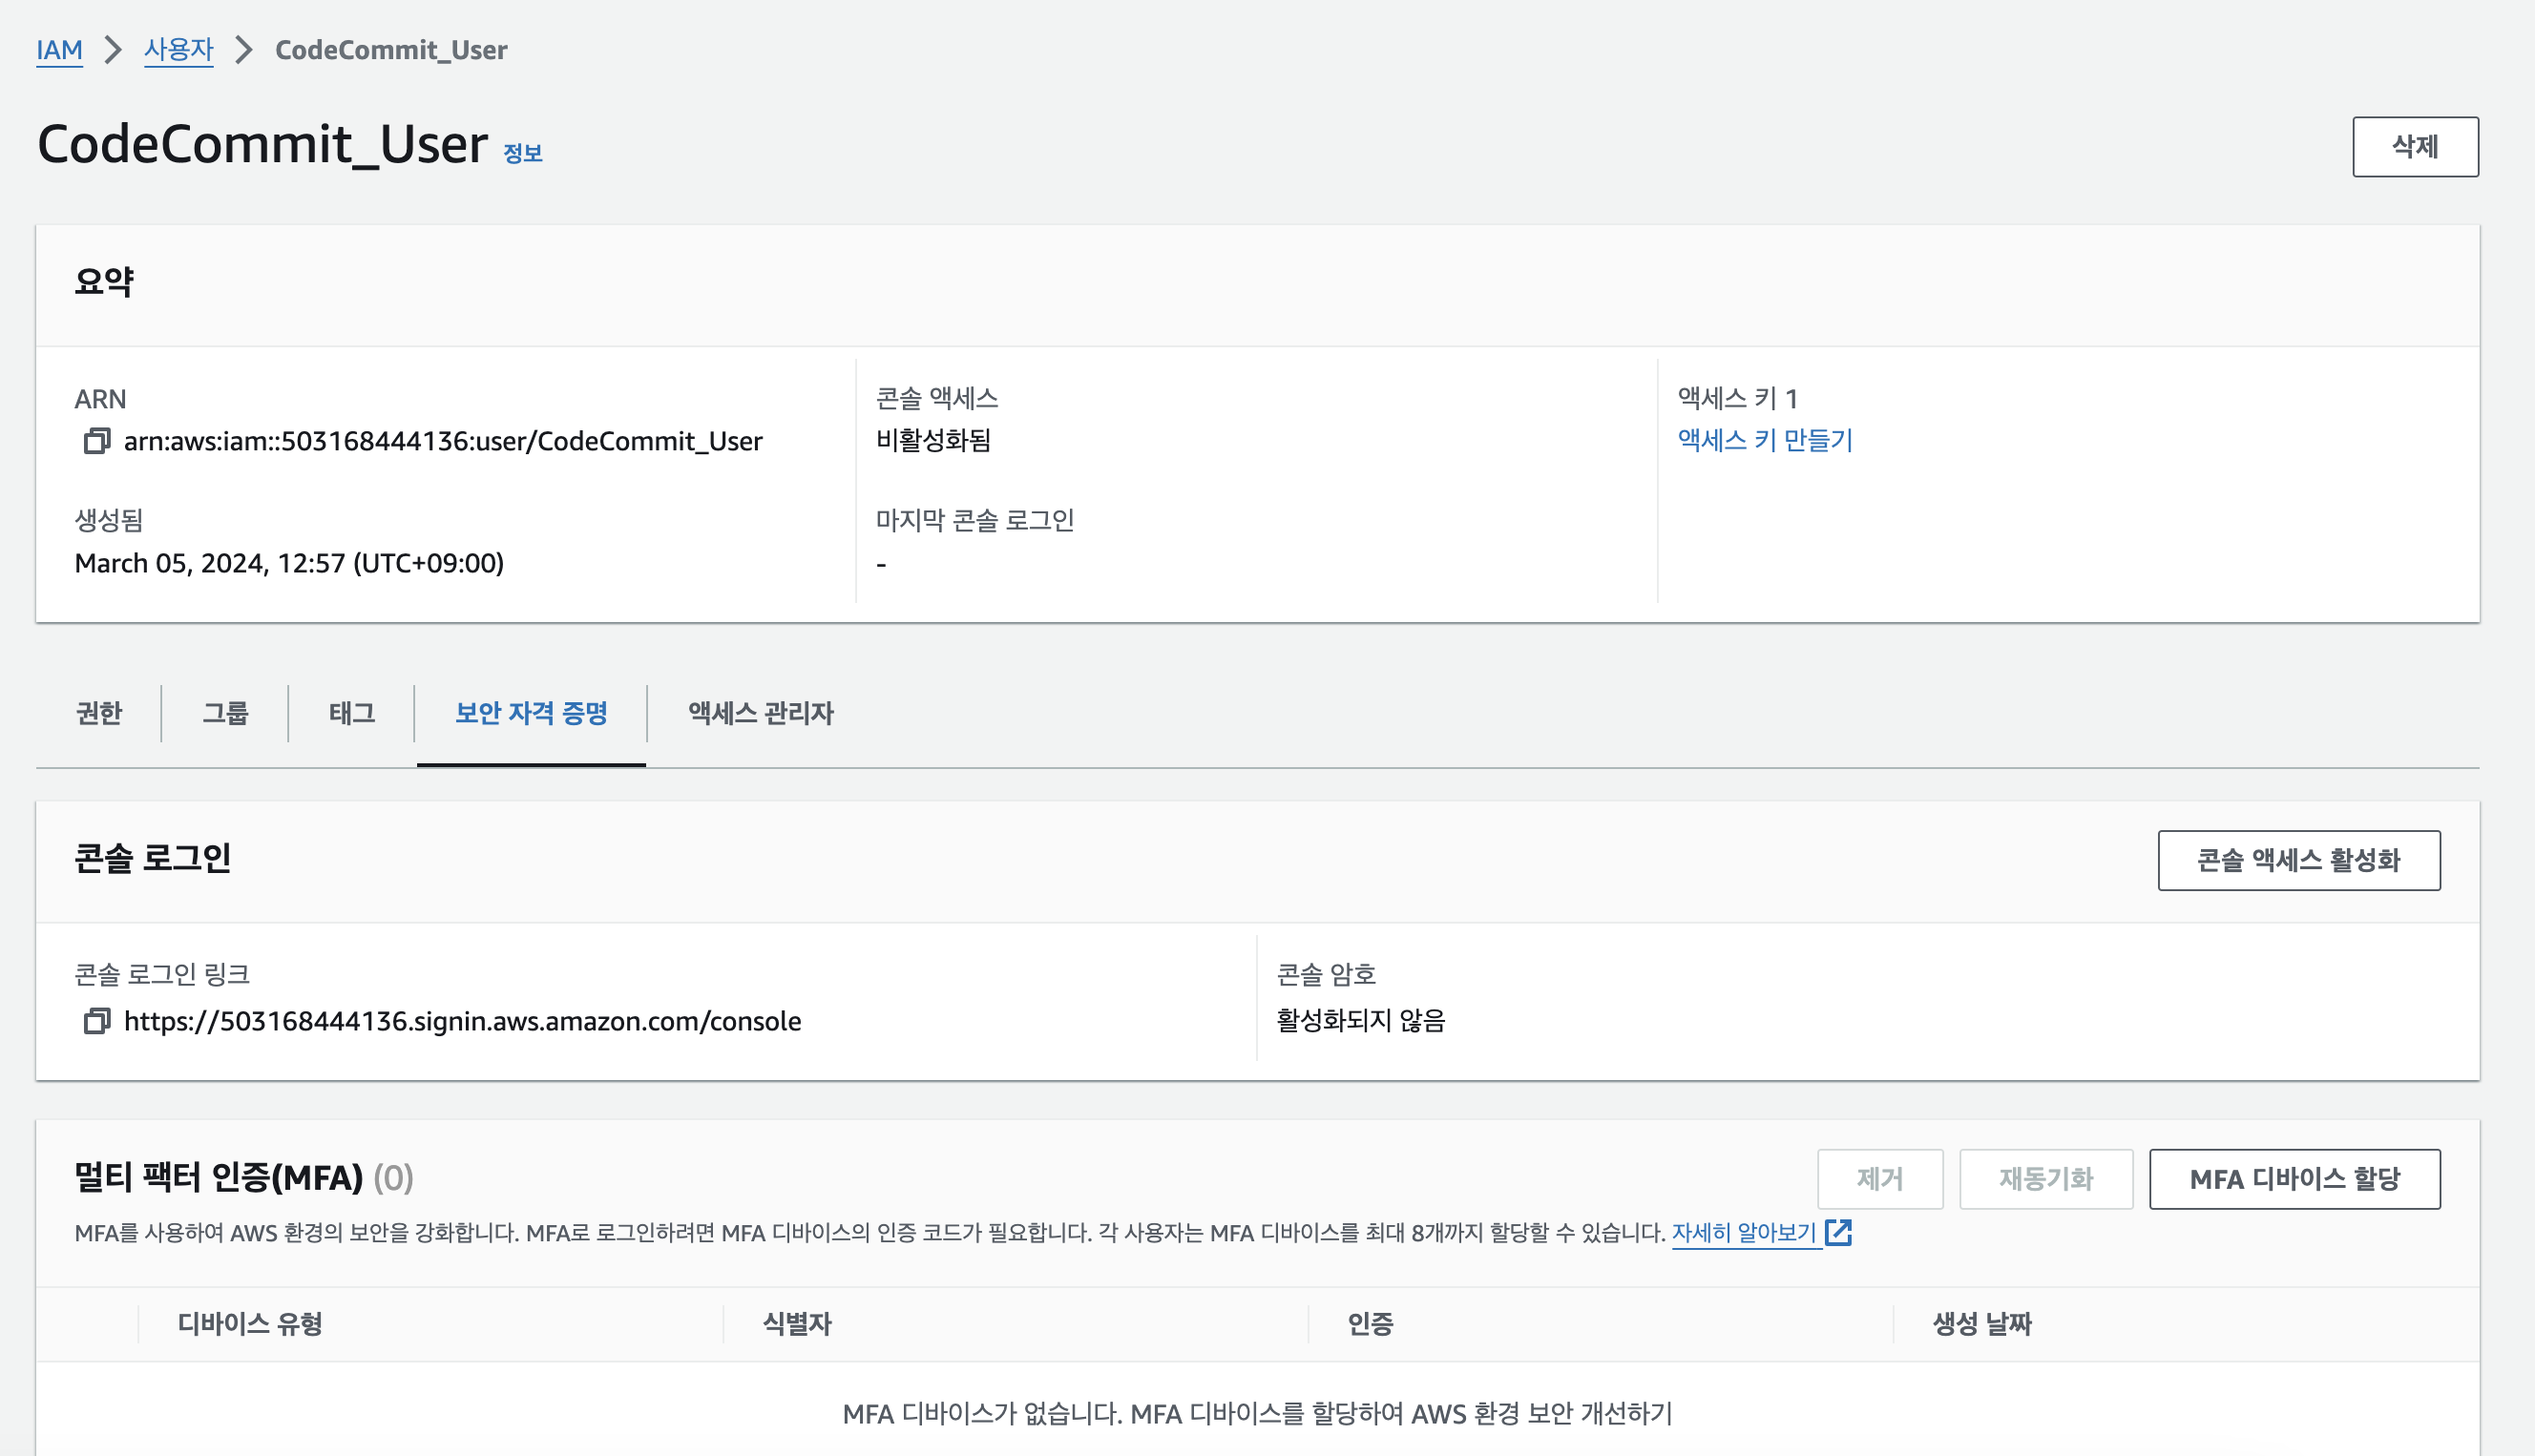 IAM > 사용자 > CodeCommit_User
CodeCommit_User 정보
삭제
요약
ARN
arn:aws:iam::503168444136:user/CodeCommit_User
콘솔 액세스
비활성화됨
액세스 키 1
액세스 키 만들기
생성됨
March 05, 2024, 12:57 (UTC+09:00)
마지막 콘솔 로그인
-
권한 그룹 태그 보안 자격 증명 액세스 관리자
콘솔 로그인
콘솔 액세스 활성화
콘솔 로그인 링크
https://503168444136.signin.aws.amazon.com/console
콘솔 암호
활성화되지 않음
멀티 팩터 인증(MFA) (0)
제거 재동기화 MFA 디바이스 할당
MFA를 사용하여 AWS 환경의 보안을 강화합니다. MFA로 로그인하려면 MFA 디바이스의 인증 코드가 필요합니다. 각 사용자는 MFA 디바이스를 최대 8개까지 할당할 수 있습니다. 자세히 알아보기
디바이스 유형 식별자 인증 생성 날짜
MFA 디바이스가 없습니다. MFA 디바이스를 할당하여 AWS 환경 보안 개선하기